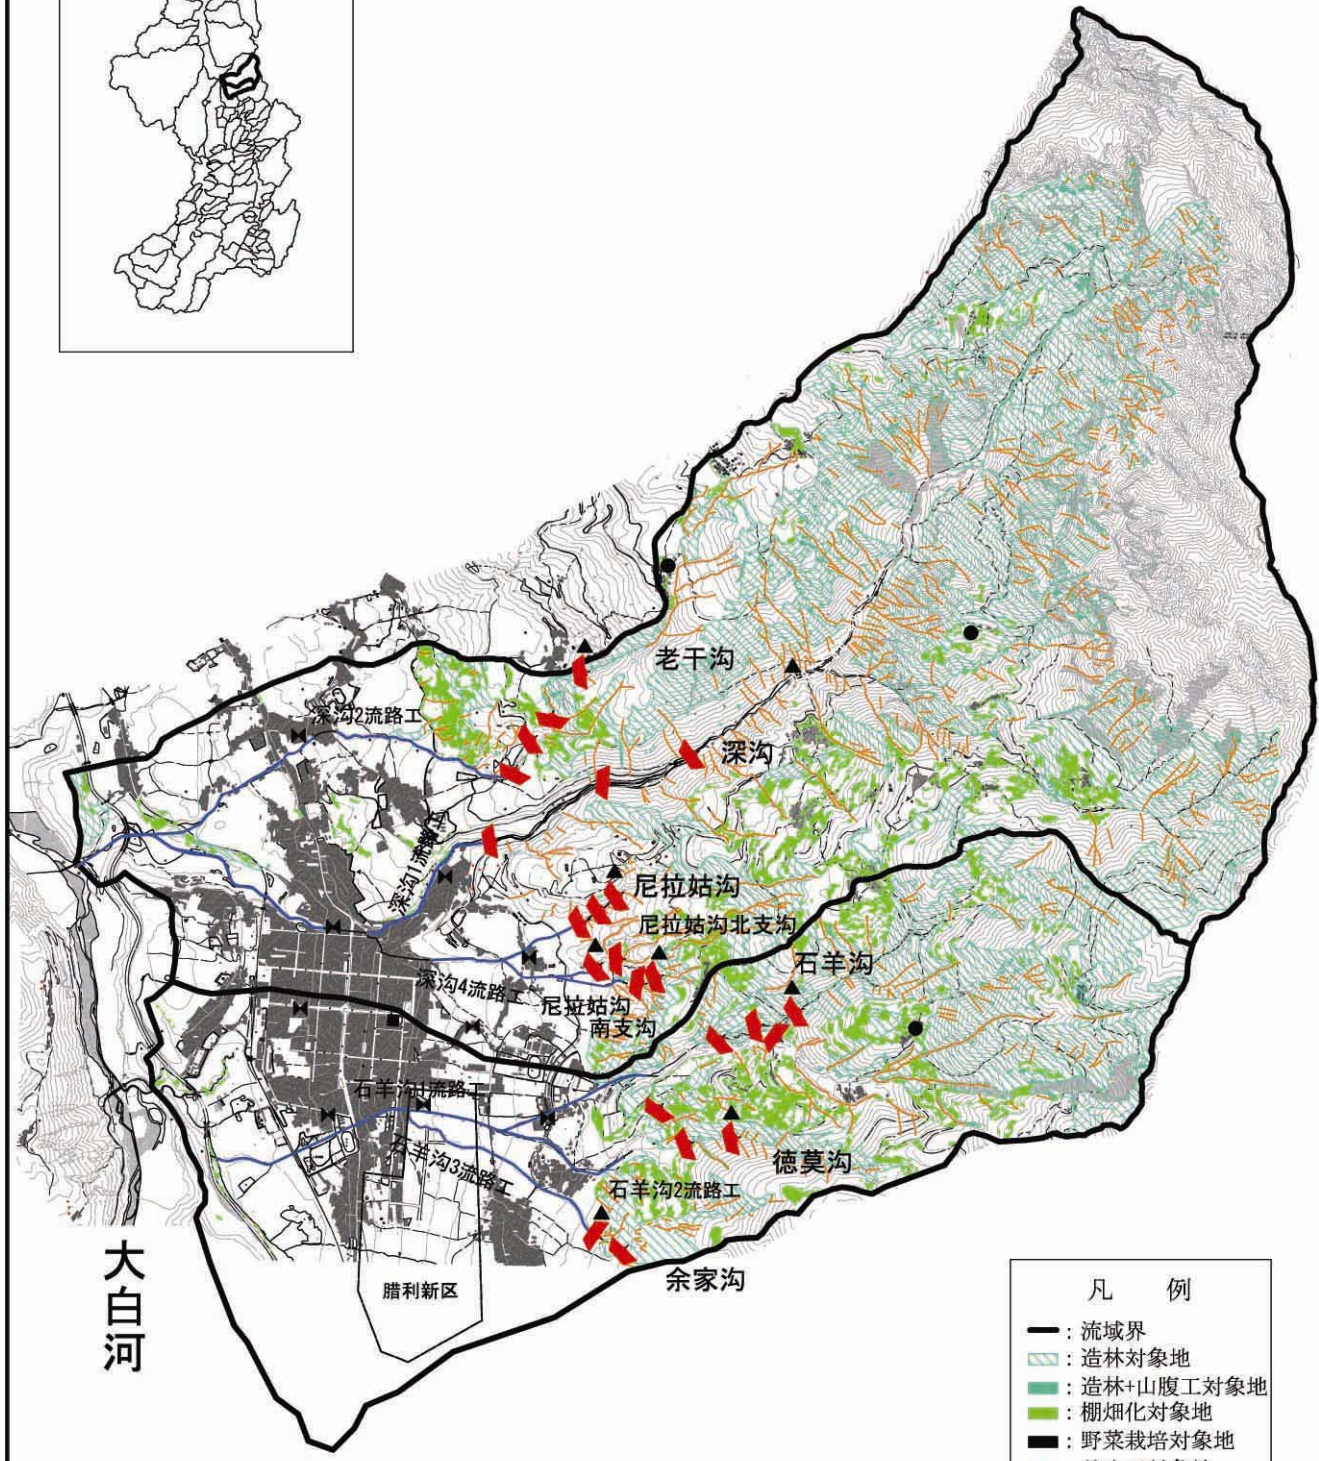 老干沟
深沟2流路工
深沟
深沟1流路工
尼拉姑沟
尼拉姑沟北支沟
石羊沟
深沟4流路工
尼拉姑沟
南支沟
石羊沟1流路工
石羊沟3流路工
徳莫沟
石羊沟2流路工
余家沟
腊利新区
大白河
凡 例
: 流域界
: 造林対象地
: 造林+山腹工対象地
: 棚畑化対象地
: 野菜栽培対象地